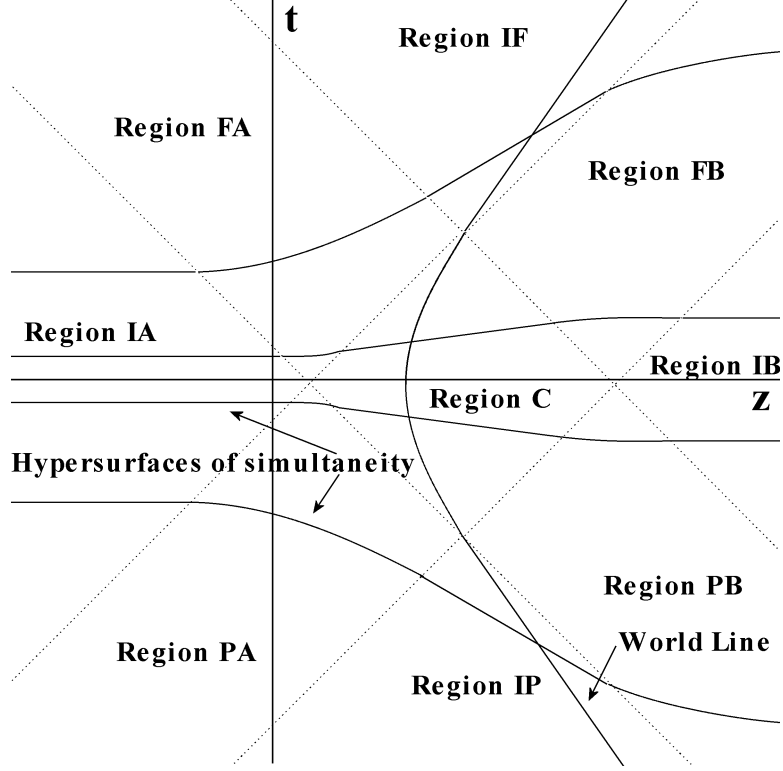 t
Region IF
Region FA
Region FB
Region IA
Region IB
z
Region C
Hypersurfaces of simultaneity
Region PB
World Line
Region PA
Region IP